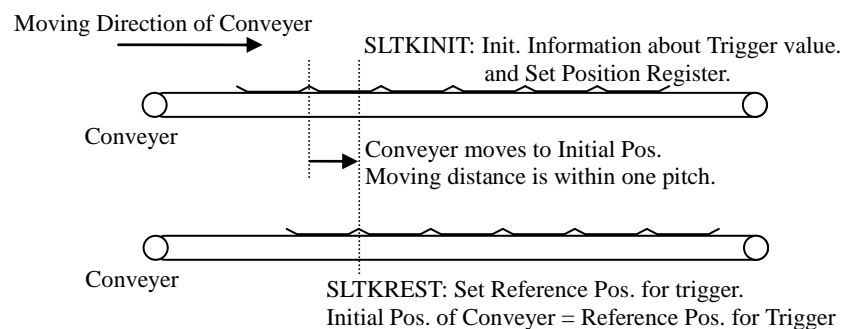 Moving Direction of Conveyer
SLTKINIT: Init. Information about Trigger value.
and Set Position Register.
Conveyer
Conveyer moves to Initial Pos.
Moving distance is within one pitch.
Conveyer
SLTKREST: Set Reference Pos. for trigger.
Initial Pos. of Conveyer = Reference Pos. for Trigger